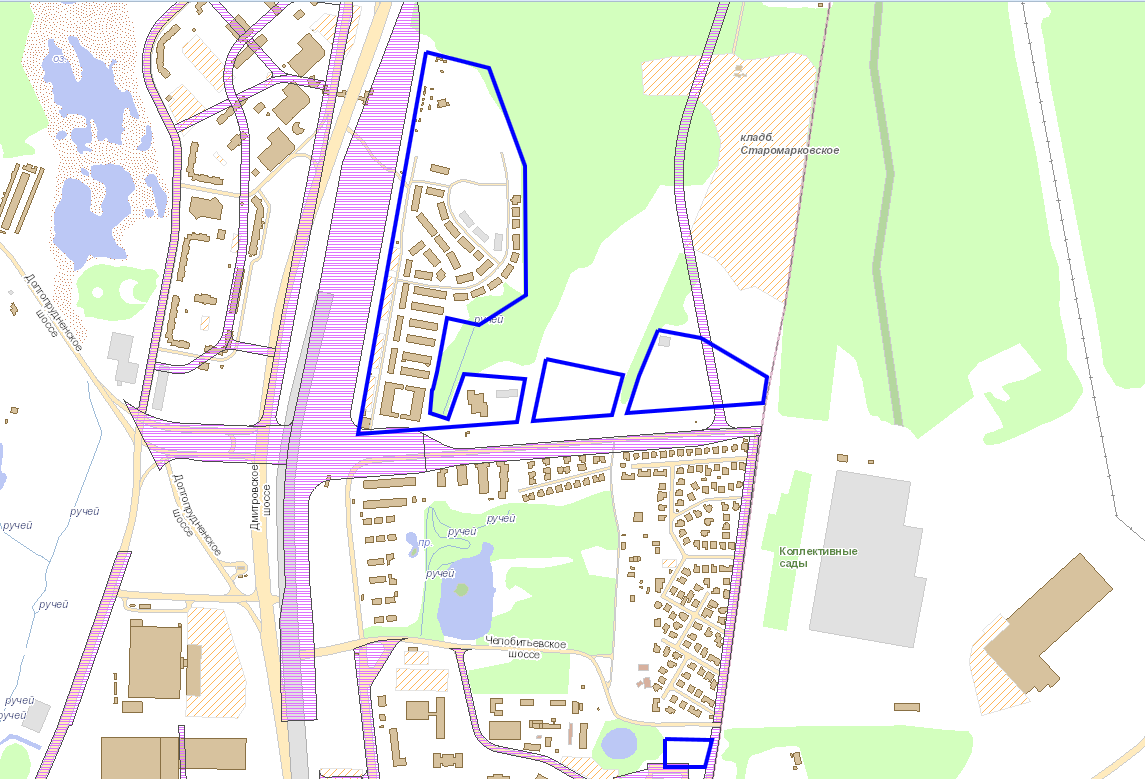 оз.
кладб.
Старомарковское
Долгопрудненское
шоссе
ручей
Долгопрудненское
шоссе
Дмитровское
шоссе
ручей
ручей
ручей
ручей
пр.
ручей
Коллективные
сады
ручей
Челобитьевское
шоссе
ручей
ручей